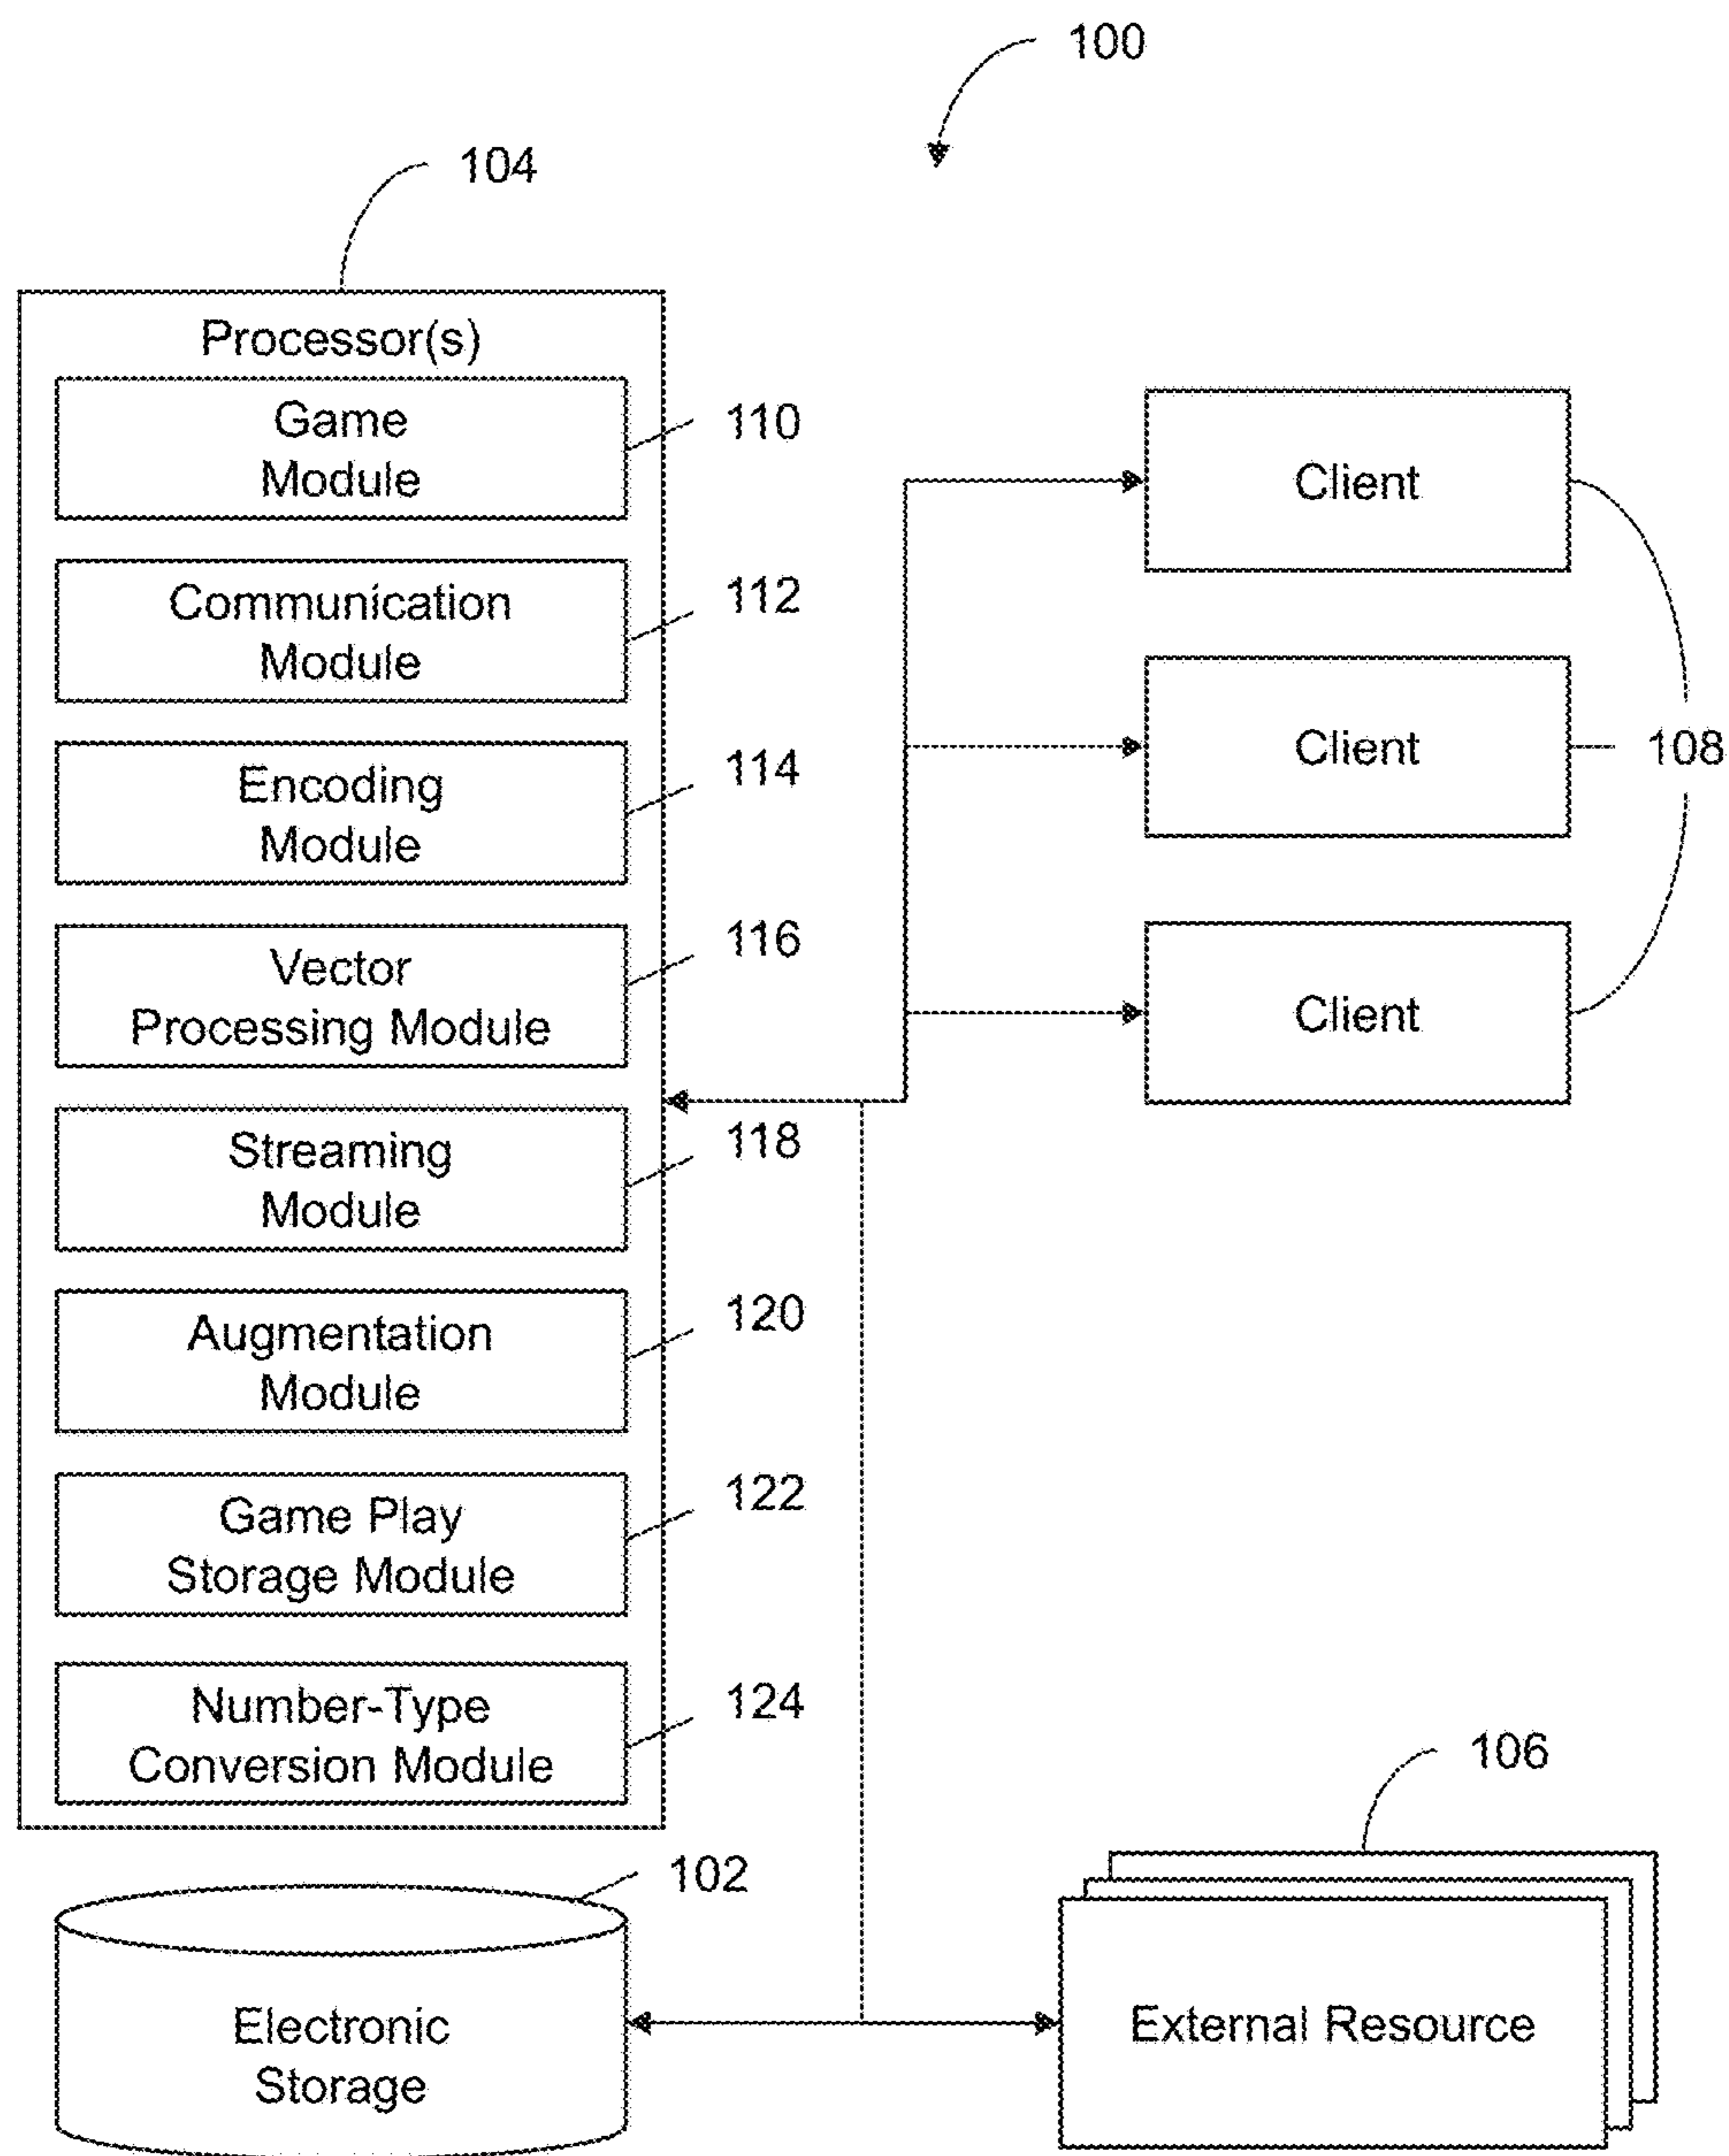 100
104
Processor(s)
Game
Module
110
Communication
Module
112
Encoding
Module
114
Vector
Processing Module
116
Streaming
Module
118
Augmentation
Module
120
Game Play
Storage Module
122
Number-Type
Conversion Module
124
Client
Client
108
Client
102
Electronic
Storage
106
External Resource